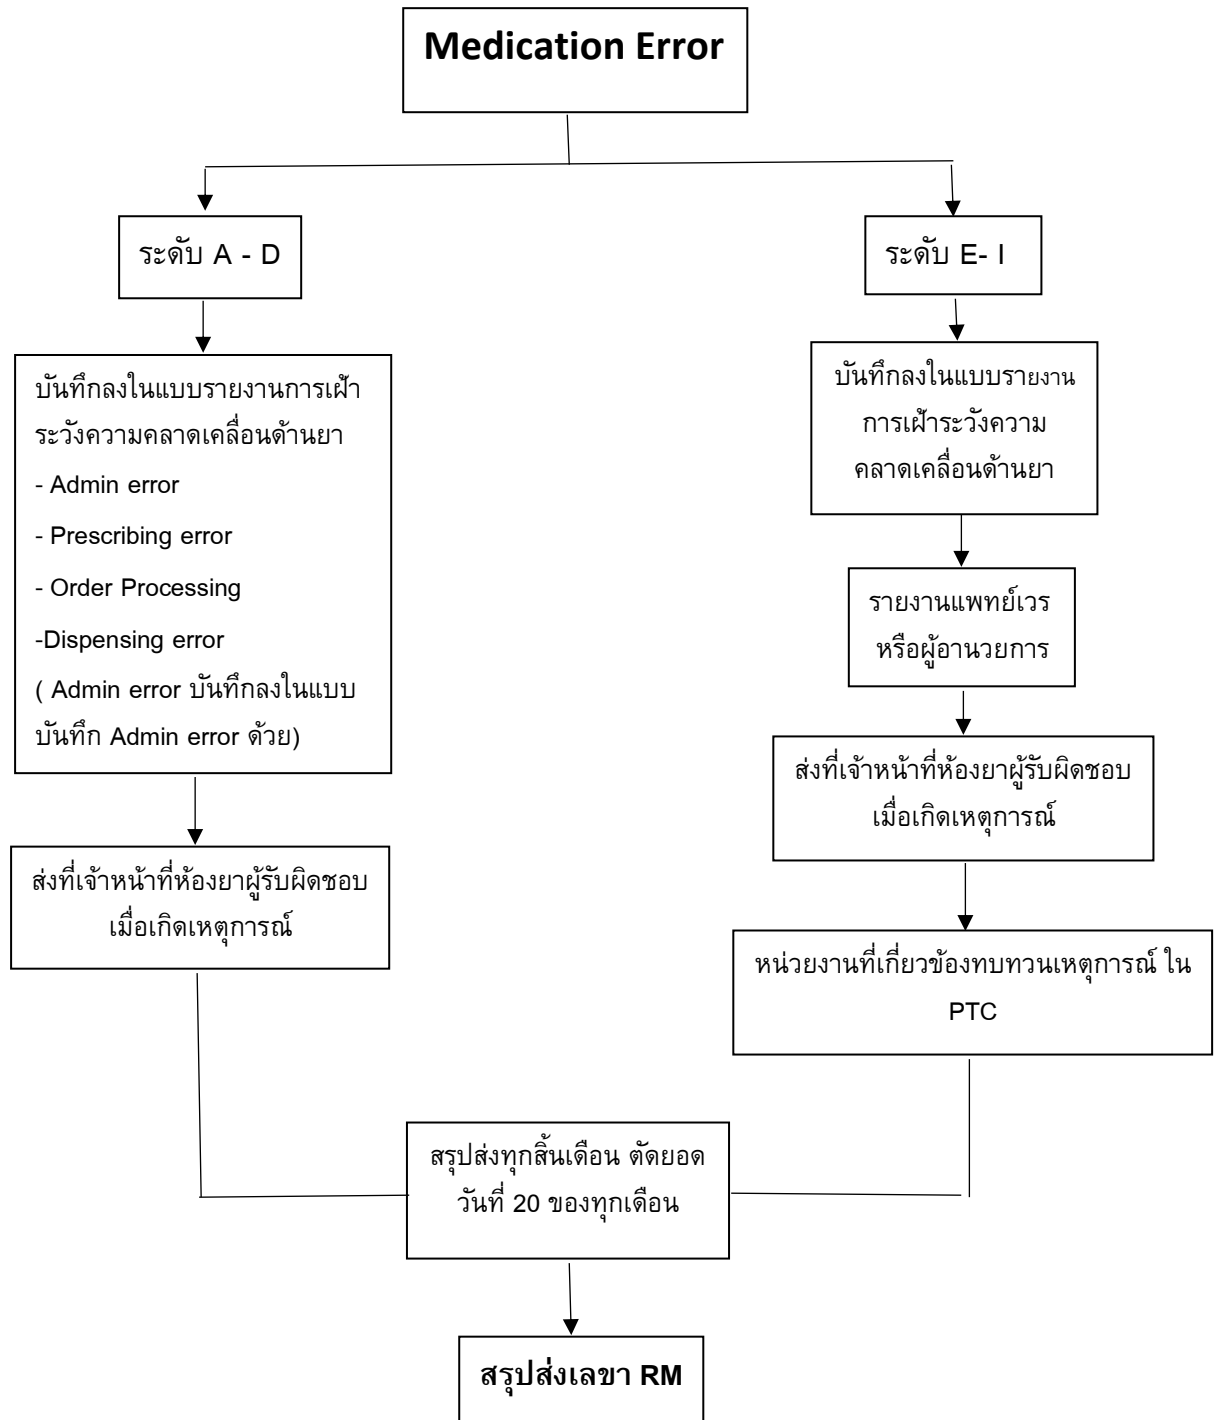 Medication Error
ระดับ A - D
ระดับ E- I
บันทึกลงในแบบรายงานการเฝ้า
ระวังความคลาดเคลื่อนด้านยา
- Admin error
- Prescribing error
- Order Processing
-Dispensing error
( Admin error บันทึกลงในแบบ
บันทึก Admin error ด้วย)
ส่งที่เจ้าหน้าที่ห้องยาผู้รับผิดชอบ
เมื่อเกิดเหตุการณ์
บันทึกลงในแบบรายงาน
การเฝ้าระวังความ
คลาดเคลื่อนด้านยา
รายงานแพทย์เวร
หรือผู้อานวยการ
ส่งที่เจ้าหน้าที่ห้องยาผู้รับผิดชอบ
เมื่อเกิดเหตุการณ์
หน่วยงานที่เกี่ยวข้องทบทวนเหตุการณ์ ใน
PTC
สรุปส่งทุกสิ้นเดือน ตัดยอด
วันที่ 20 ของทุกเดือน
สรุปส่งเลขา RM